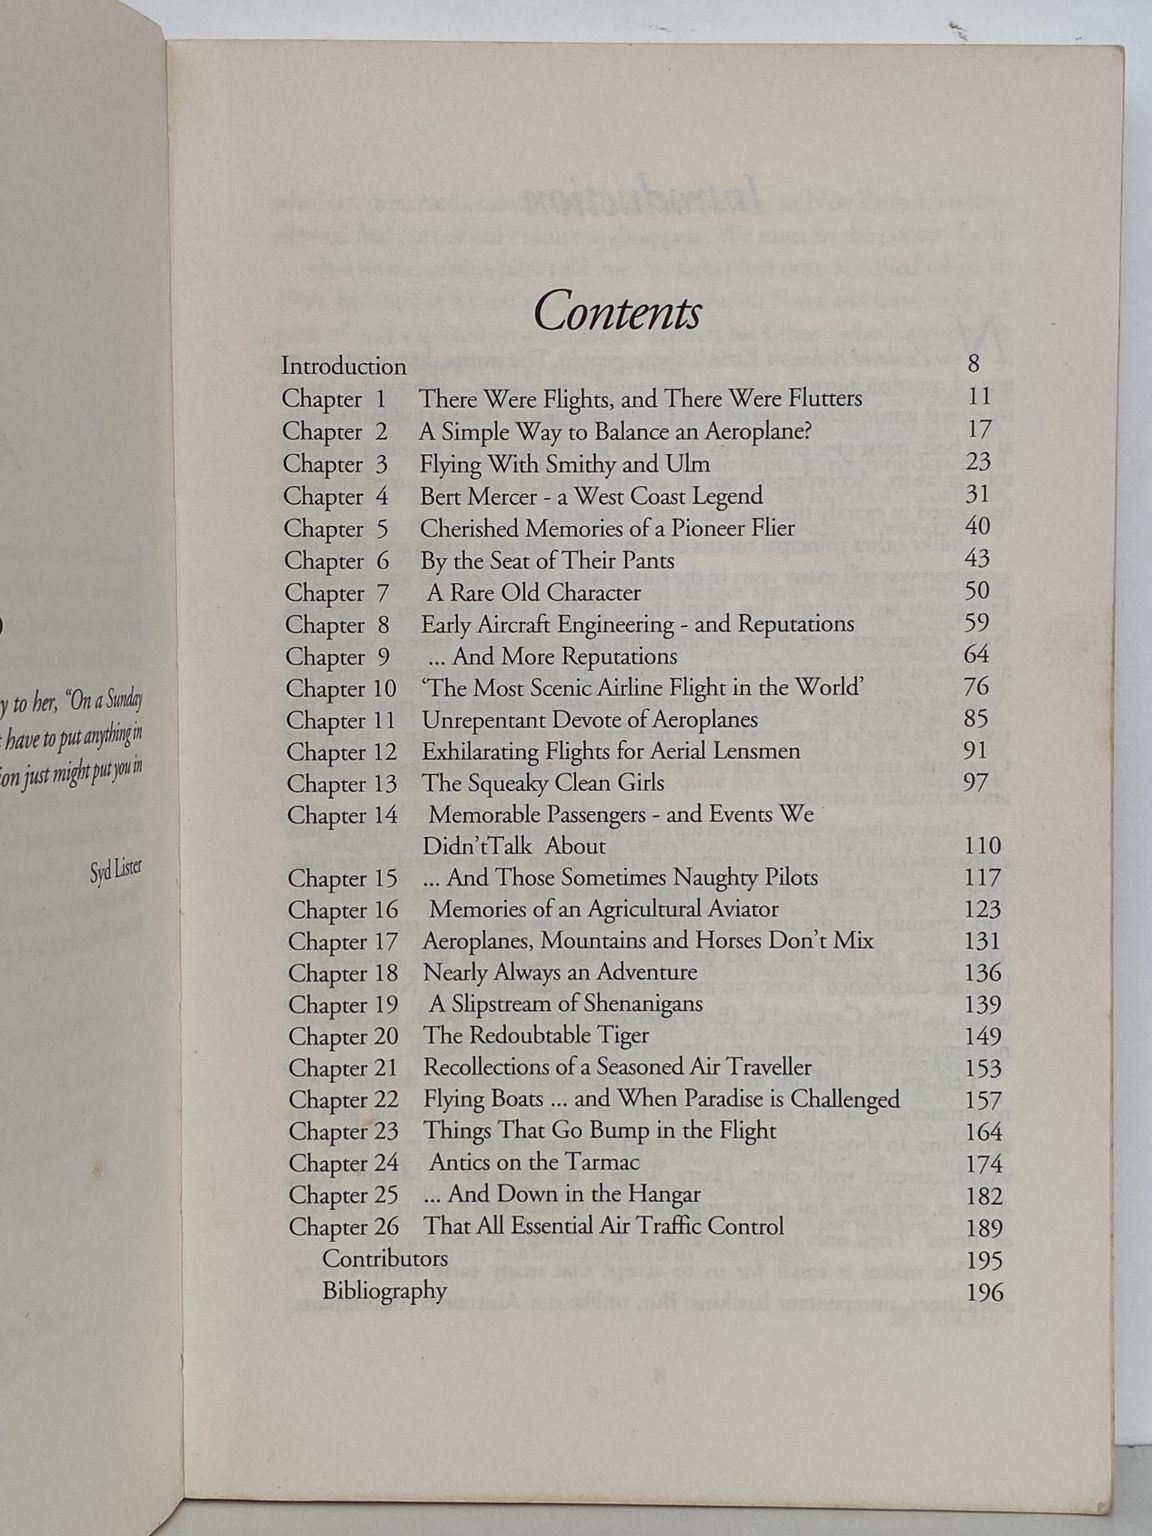 y to her, "On a Sunday
have to put anything in
ion just might put you in
Syd Lister
Contents
Introduction 8
Chapter 1 There Were Flights, and There Were Flutters 11
Chapter 2 A Simple Way to Balance an Aeroplane? 17
Chapter 3 Flying With Smithy and Ulm 23
Chapter 4 Bert Mercer - a West Coast Legend 31
Chapter 5 Cherished Memories of a Pioneer Flier 40
Chapter 6 By the Seat of Their Pants 43
Chapter 7 A Rare Old Character 50
Chapter 8 Early Aircraft Engineering - and Reputations 59
Chapter 9 ... And More Reputations 64
Chapter 10 'The Most Scenic Airline Flight in the World' 76
Chapter 11 Unrepentant Devote of Aeroplanes 85
Chapter 12 Exhilarating Flights for Aerial Lensmen 91
Chapter 13 The Squeaky Clean Girls 97
Chapter 14 Memorable Passengers - and Events We
Didn'tTalk About 110
Chapter 15 ... And Those Sometimes Naughty Pilots 117
Chapter 16 Memories of an Agricultural Aviator 123
Chapter 17 Aeroplanes, Mountains and Horses Don't Mix 131
Chapter 18 Nearly Always an Adventure 136
Chapter 19 A Slipstream of Shenanigans 139
Chapter 20 The Redoubtable Tiger 149
Chapter 21 Recollections of a Seasoned Air Traveller 153
Chapter 22 Flying Boats ... and When Paradise is Challenged 157
Chapter 23 Things That Go Bump in the Flight 164
Chapter 24 Antics on the Tarmac 174
Chapter 25 ... And Down in the Hangar 182
Chapter 26 That All Essential Air Traffic Control 189
Contributors 195
Bibliography 196